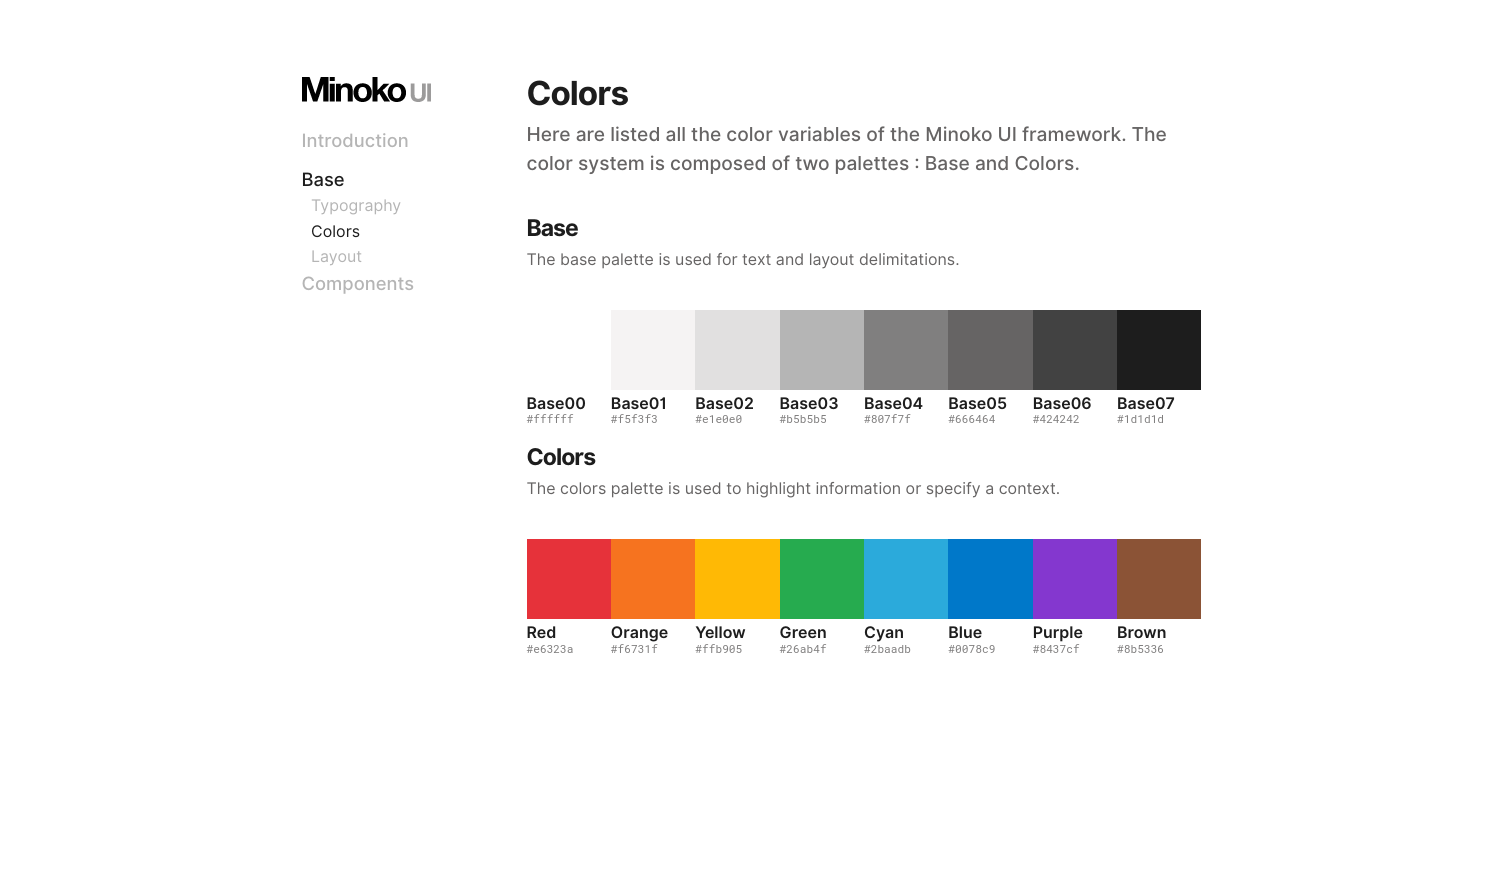 Minoko UI
Introduction
Base
Typography
Colors
Layout
Components
Colors
Here are listed all the color variables of the Minoko UI framework. The
color system is composed of two palettes : Base and Colors.
Base
The base palette is used for text and layout delimitations.
Base00 Base01 Base02 Base03 Base04 Base05 Base06 Base07
#ffffff #f5f3f3 #e1e0e0 #b5b5b5 #807f7f #666464 #424242 #1d1d1d
Colors
The colors palette is used to highlight information or specify a context.
Red Orange Yellow Green Cyan Blue Purple Brown
#e6323a #f6731f #ffb905 #26ab4f #2baadb #0078c9 #8437cf #8b5336